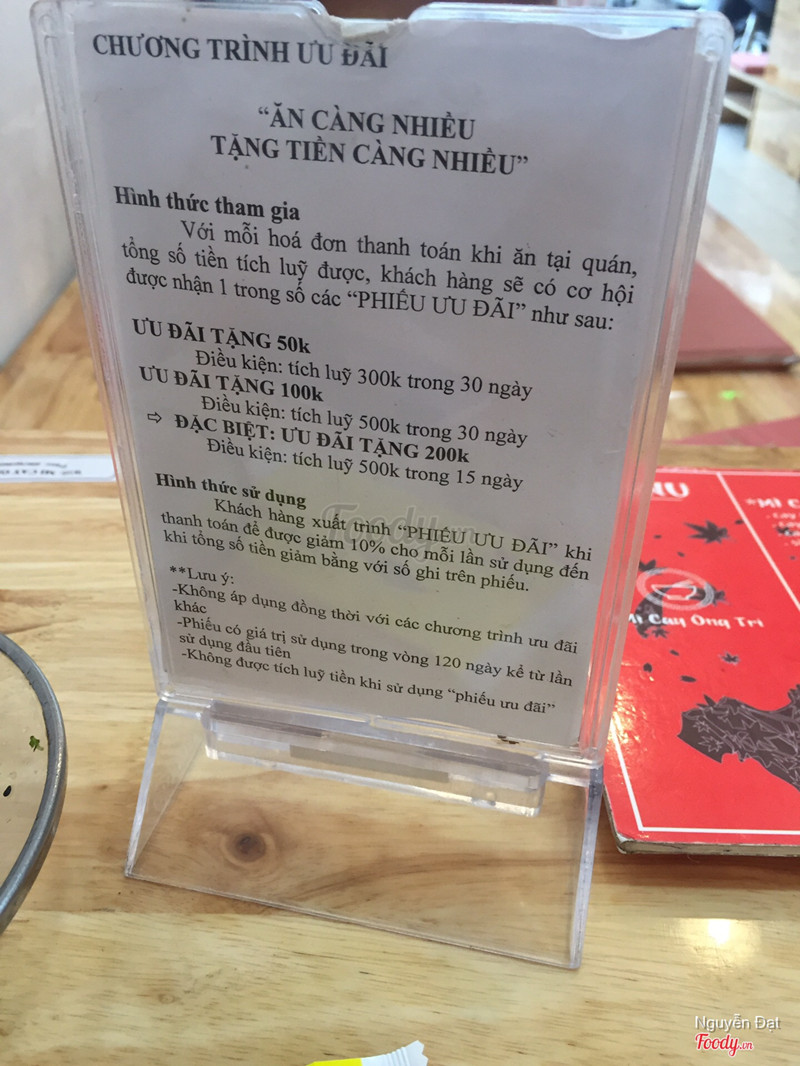 CHƯƠNG TRÌNH ƯU ĐÃI
“ĂN CÀNG NHIỀU
TẶNG TIỀN CÀNG NHIỀU”
Hình thức tham gia
Với mỗi hoá đơn thanh toán khi ăn tại quán,
tổng số tiền tích luỹ được, khách hàng sẽ có cơ hội
được nhận 1 trong số các “PHIẾU ƯU ĐÃI” như sau:
ƯU ĐÃI TẶNG 50k
Điều kiện: tích luỹ 300k trong 30 ngày
ƯU ĐÃI TẶNG 100k
Điều kiện: tích luỹ 500k trong 30 ngày
⇨ ĐẶC BIỆT: ƯU ĐÃI TẶNG 200k
Điều kiện: tích luỹ 500k trong 15 ngày
Hình thức sử dụng
Khách hàng xuất trình “PHIẾU ƯU ĐÃI” khi
thanh toán để được giảm 10% cho mỗi lần sử dụng đến
khi tổng số tiền giảm bằng với số ghi trên phiếu.
**Lưu ý:
-Không áp dụng đồng thời với các chương trình ưu đãi
khác
-Phiếu có giá trị sử dụng trong vòng 120 ngày kể từ lần
sử dụng đầu tiên
-Không được tích luỹ tiền khi sử dụng “phiếu ưu đãi”
Foody.vn
NU
*MÌ C
Mì Cay Ong Tri
Nguyễn Đạt
Foody.vn